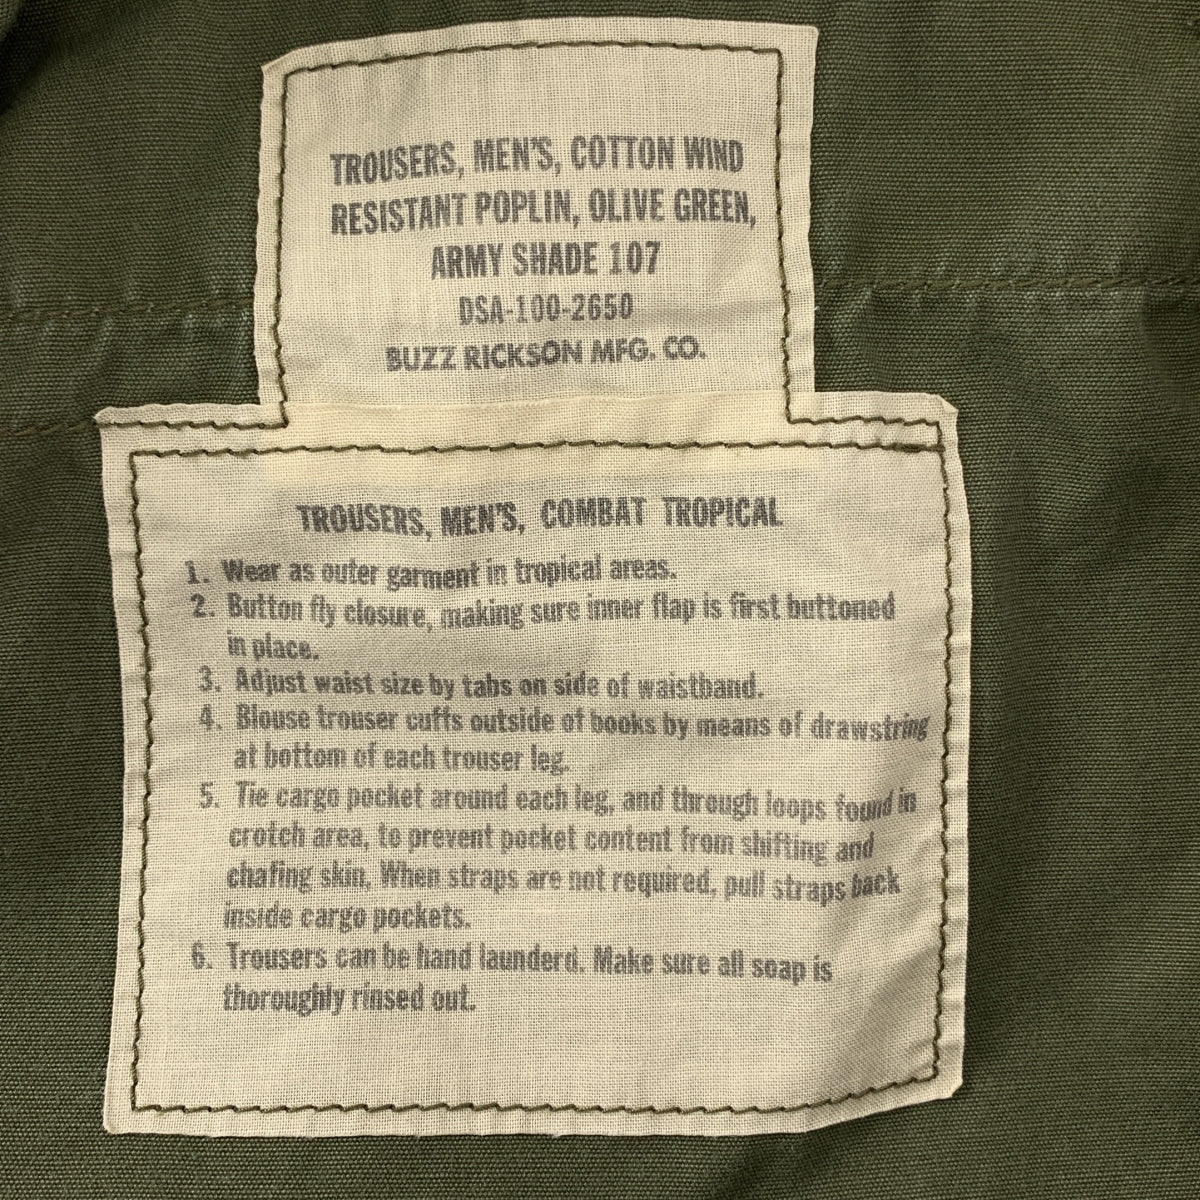 TROUSERS, MEN'S, COTTON WIND
RESISTANT POPLIN, OLIVE GREEN,
ARMY SHADE 107
DSA-100-2650
BUZZ RICKSON MFG. CO.
TROUSERS, MEN'S, COMBAT TROPICAL
1. Wear as outer garment in tropical areas.
2. Button fly closure, making sure inner flap is first buttoned
in place.
3. Adjust waist size by tabs on side of waistband.
4. Blouse trouser cuffs outside of books by means of drawstring
at bottom of each trouser leg.
5. Tie cargo pocket around each leg, and through loops found in
crotch area, to prevent pocket content from shifting and
chafing skin. When straps are not required, pull straps back
inside cargo pockets.
6. Trousers can be hand launderd. Make sure all soap is
thoroughly rinsed out.